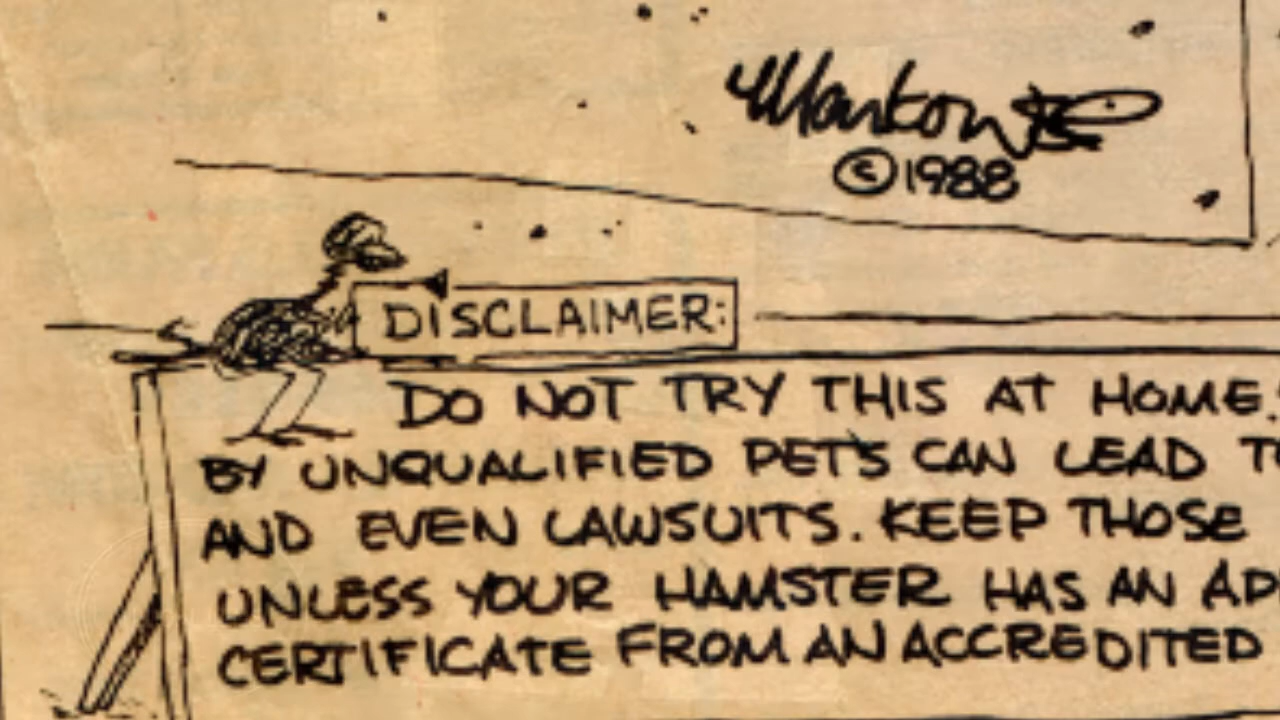 ©1988
DISCLAIMER:
DO NOT TRY THIS AT HOME.
BY UNQUALIFIED PETS CAN LEAD TO
AND EVEN LAWSUITS. KEEP THOSE
UNLESS YOUR HAMSTER HAS AN
CERTIFICATE FROM AN ACCREDITED